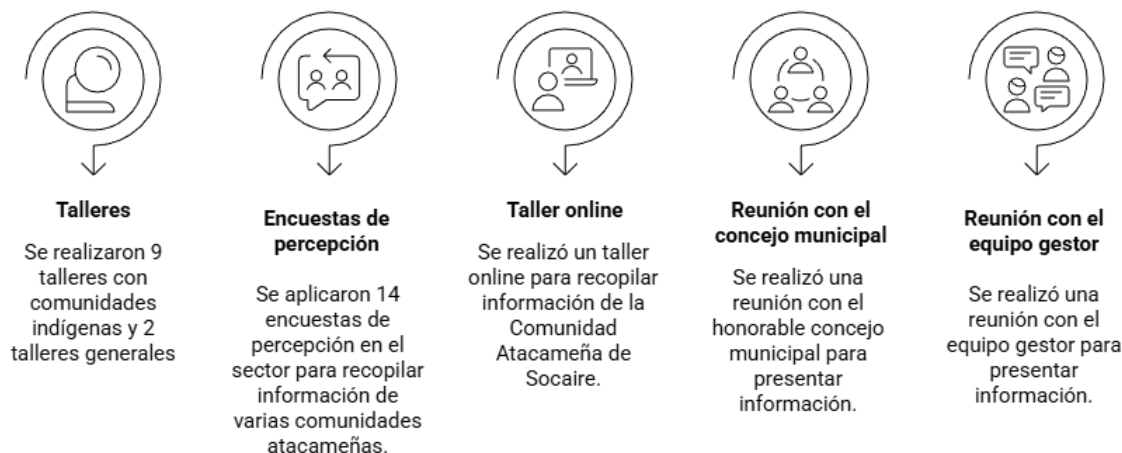 Talleres
Se realizaron 9
talleres con
comunidades
indígenas y 2
talleres generales
Encuestas de
percepción
Se aplicaron 14
encuestas de
percepción en el
sector para recopilar
información de
varias comunidades
atacameñas.
Taller online
Se realizó un taller
online para recopilar
información de la
Comunidad
Atacameña de
Socaire.
Reunión con el
concejo municipal
Se realizó una
reunión con el
honorable concejo
municipal para
presentar
información.
Reunión con el
equipo gestor
Se realizó una
reunión con el
equipo gestor para
presentar
información.